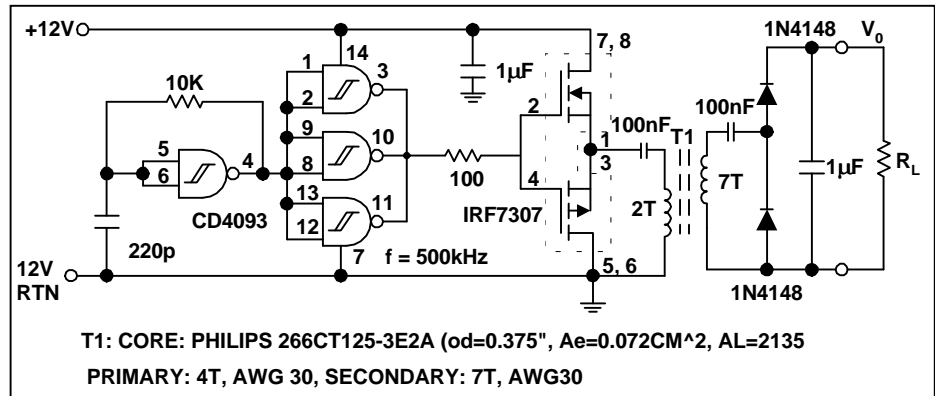 +12V
1N4148
V0
14
7, 8
1
3
1µF
10K
2
2
100nF
T1
100nF
9
10
1
5
4
8
3
1µF
RL
6
100
4
7T
13
11
2T
CD4093
12
IRF7307
220p
7
f = 500kHz
12V
RTN
5, 6
1N4148
T1: CORE: PHILIPS 266CT125-3E2A (od=0.375", Ae=0.072CM^2, AL=2135
PRIMARY: 4T, AWG 30, SECONDARY: 7T, AWG30